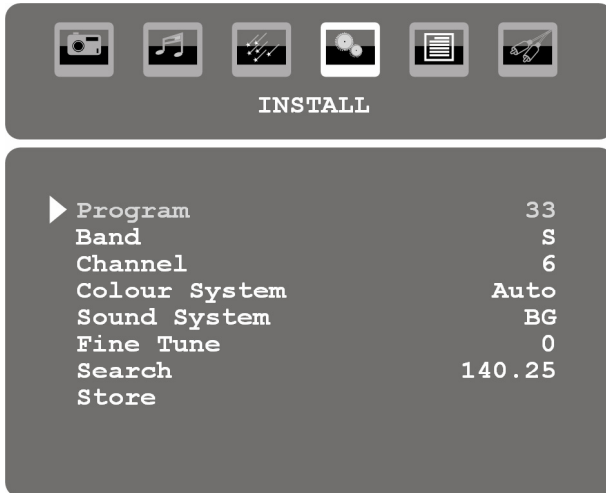 INSTALL
Program 33
Band S
Channel 6
Colour System Auto
Sound System BG
Fine Tune 0
Search 140.25
Store